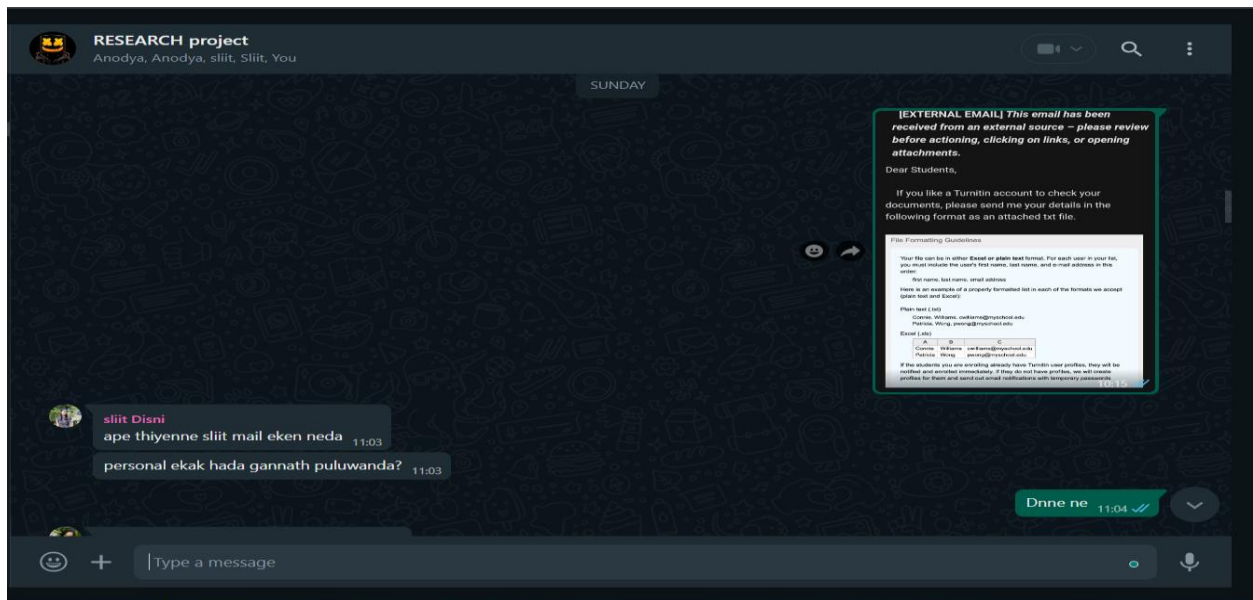 RESEARCH project
Anodya, Anodya, sliit, Sliit, You
SUNDAY
[EXTERNAL EMAIL] This email has been
received from an external source – please review
before actioning, clicking on links, or opening
attachments.
Dear Students,
If you like a Turnitin account to check your
documents, please send me your details in the
following format as an attached txt file.
File Formatting Guidelines
Your file can be in either Excel or plain text format. For each user in your list,
you must include the user's first name, last name, and e-mail address in this
order:
first name, last name, email address
Here is an example of a properly formatted list in each of the formats we accept
(plain text and Excel):
Plain text (.txt)
Connie, Williams, cwilliams@myschool.edu
Patricia, Wong, pwong@myschool.edu
Excel (.xls)
A B C
Connie Williams cwilliams@myschool.edu
Patricia Wong pwong@myschool.edu
If the students you are enrolling already have Turnitin user profiles, they will be
notified and enrolled immediately. If they do not have profiles, we will create
profiles for them and send out email notifications with temporary passwords
10:15
sliit Disni
ape thiyenne sliit mail eken neda 11:03
personal ekak hada gannath puluwanda? 11:03
Dnne ne 11:04
Type a message